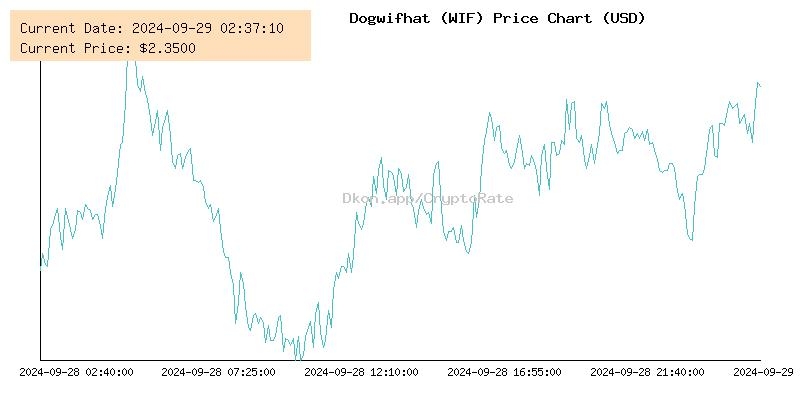 Dogwifhat (WIF) Price Chart (USD)
Current Date: 2024-09-29 02:37:10
Current Price: $2.3500
Dkon.app/CryptoRate
2024-09-28 02:40:00 2024-09-28 07:25:00 2024-09-28 12:10:00 2024-09-28 16:55:00 2024-09-28 21:40:00 2024-09-29